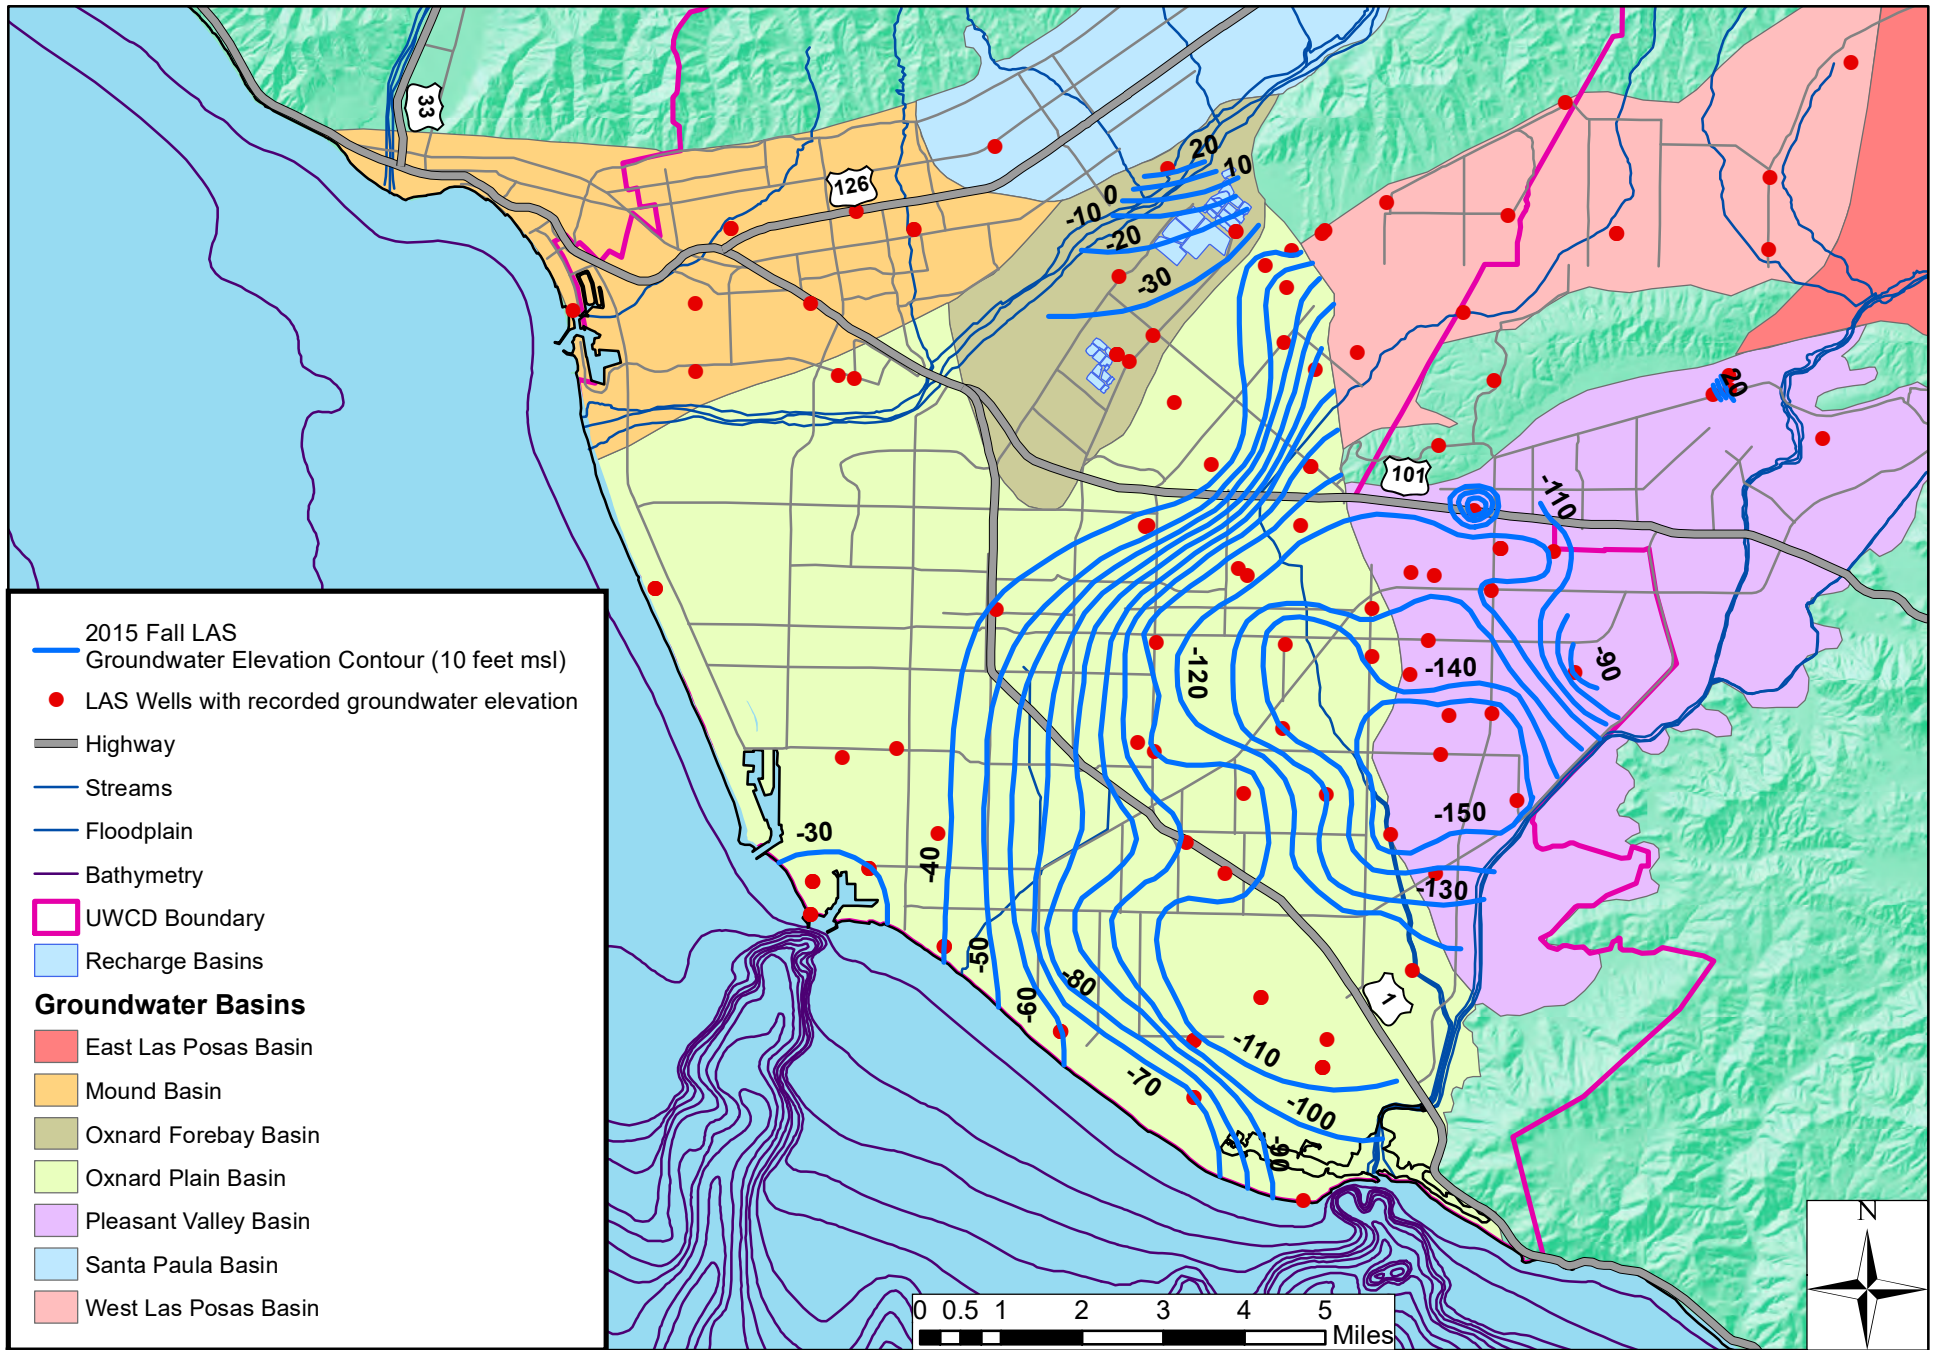 33
126
20
10
0
-10
-20
-30
20
101
-110
-120
-140
-90
-150
-130
-30
-40
-50
-60
-80
-110
-70
-100
-90
1
2015 Fall LAS
Groundwater Elevation Contour (10 feet msl)
LAS Wells with recorded groundwater elevation
Highway
Streams
Floodplain
Bathymetry
UWCD Boundary
Recharge Basins
Groundwater Basins
East Las Posas Basin
Mound Basin
Oxnard Forebay Basin
Oxnard Plain Basin
Pleasant Valley Basin
Santa Paula Basin
West Las Posas Basin
0 0.5 1 2 3 4 5
Miles
N